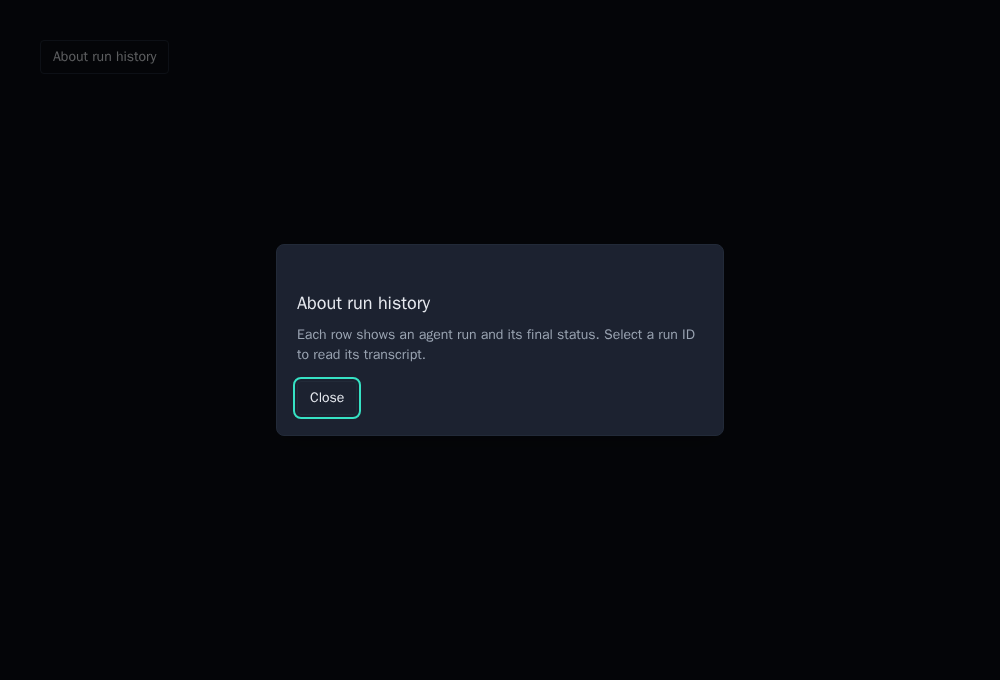 About run history
About run history
Each row shows an agent run and its final status. Select a run ID
to read its transcript.
Close